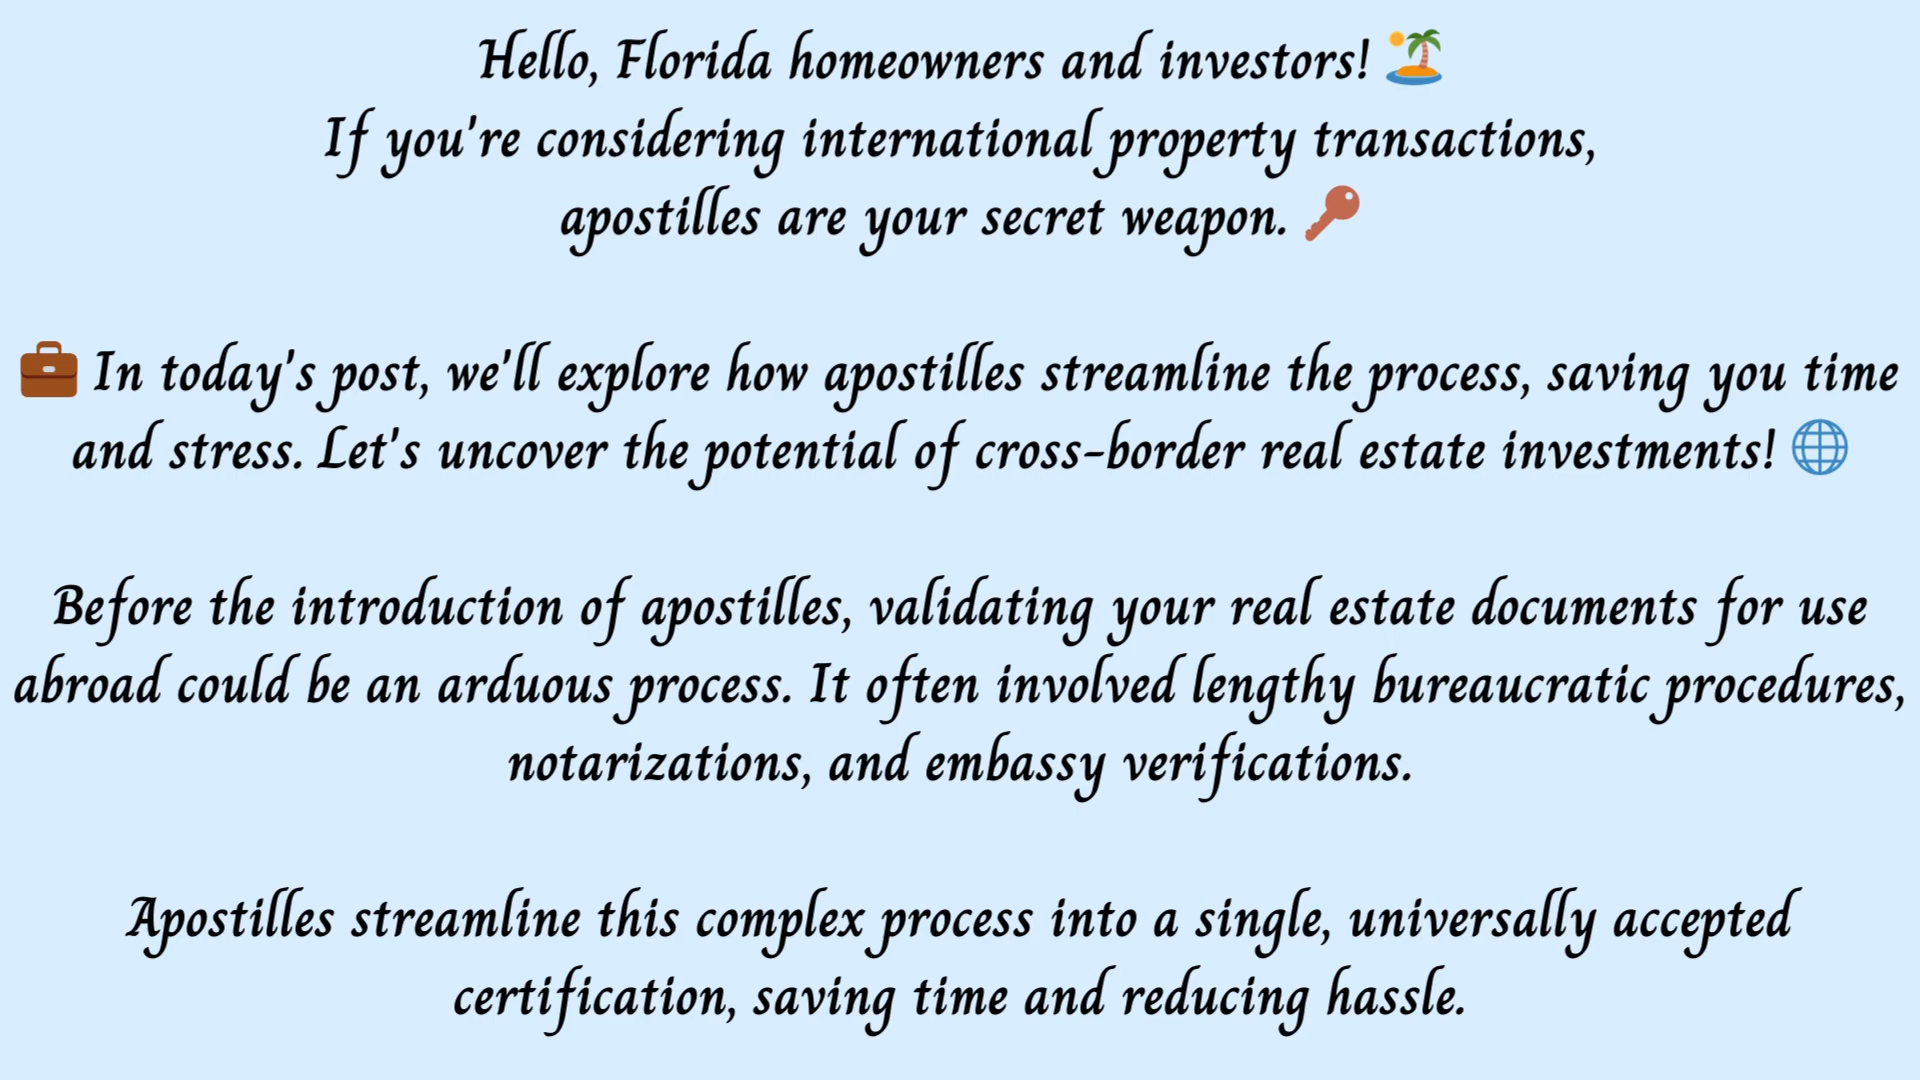 Hello, Florida homeowners and investors! 🏝️
If you're considering international property transactions,
apostilles are your secret weapon. 🔑
💼 In today's post, we'll explore how apostilles streamline the process, saving you time
and stress. Let's uncover the potential of cross-border real estate investments! 🌐
Before the introduction of apostilles, validating your real estate documents for use
abroad could be an arduous process. It often involved lengthy bureaucratic procedures,
notarizations, and embassy verifications.
Apostilles streamline this complex process into a single, universally accepted
certification, saving time and reducing hassle.